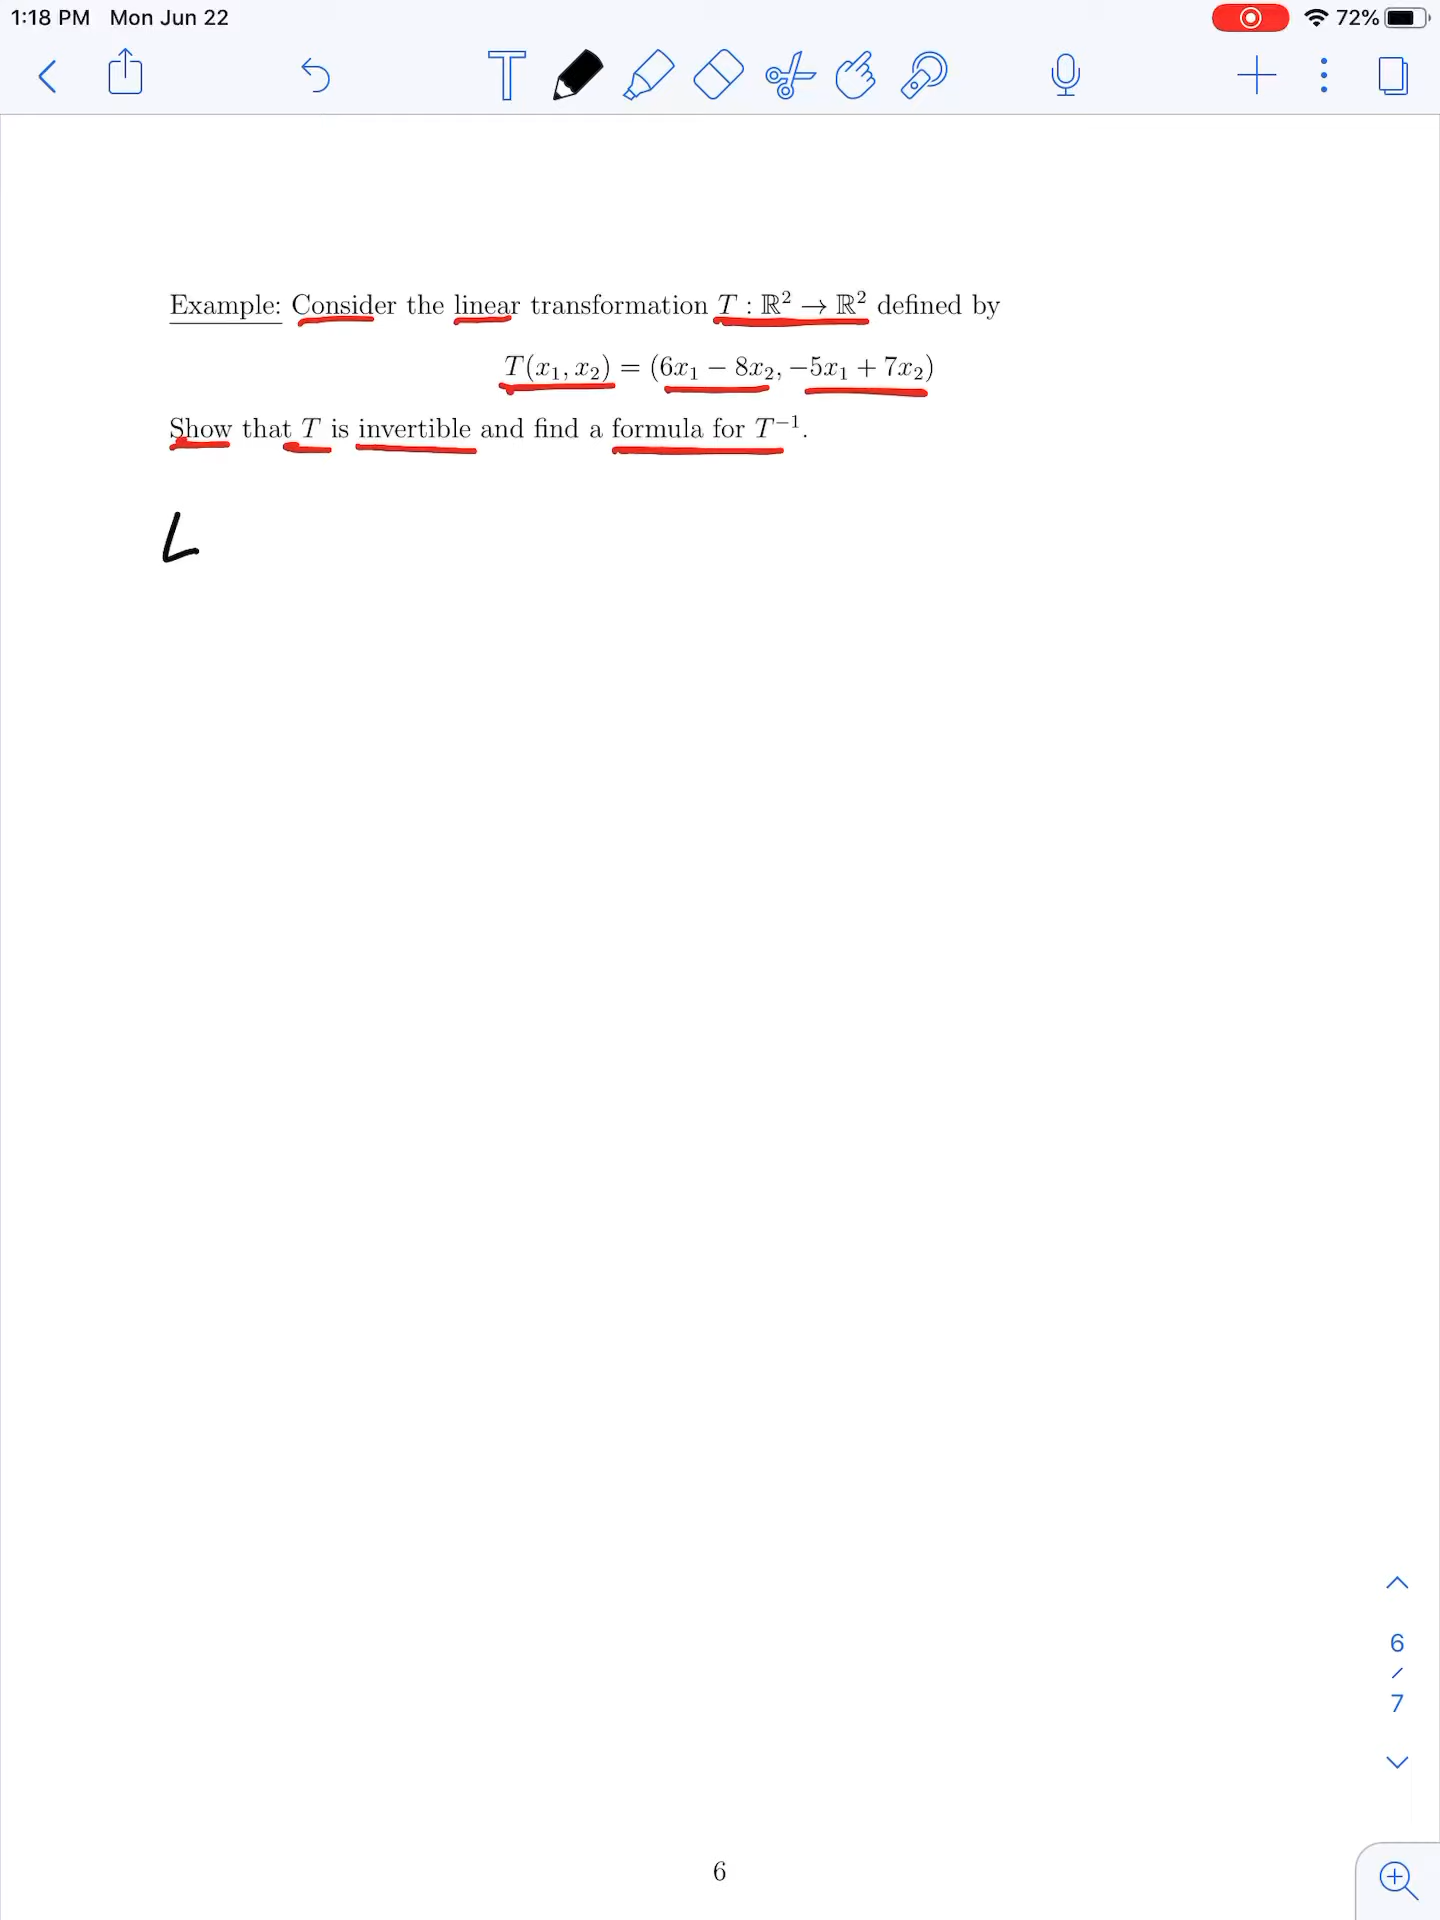 1:18 PM Mon Jun 22 72%
Example: Consider the linear transformation T : ℝ² → ℝ² defined by
T(x₁, x₂) = (6x₁ − 8x₂, −5x₁ + 7x₂)
Show that T is invertible and find a formula for T⁻¹.
L
6
/
7
6